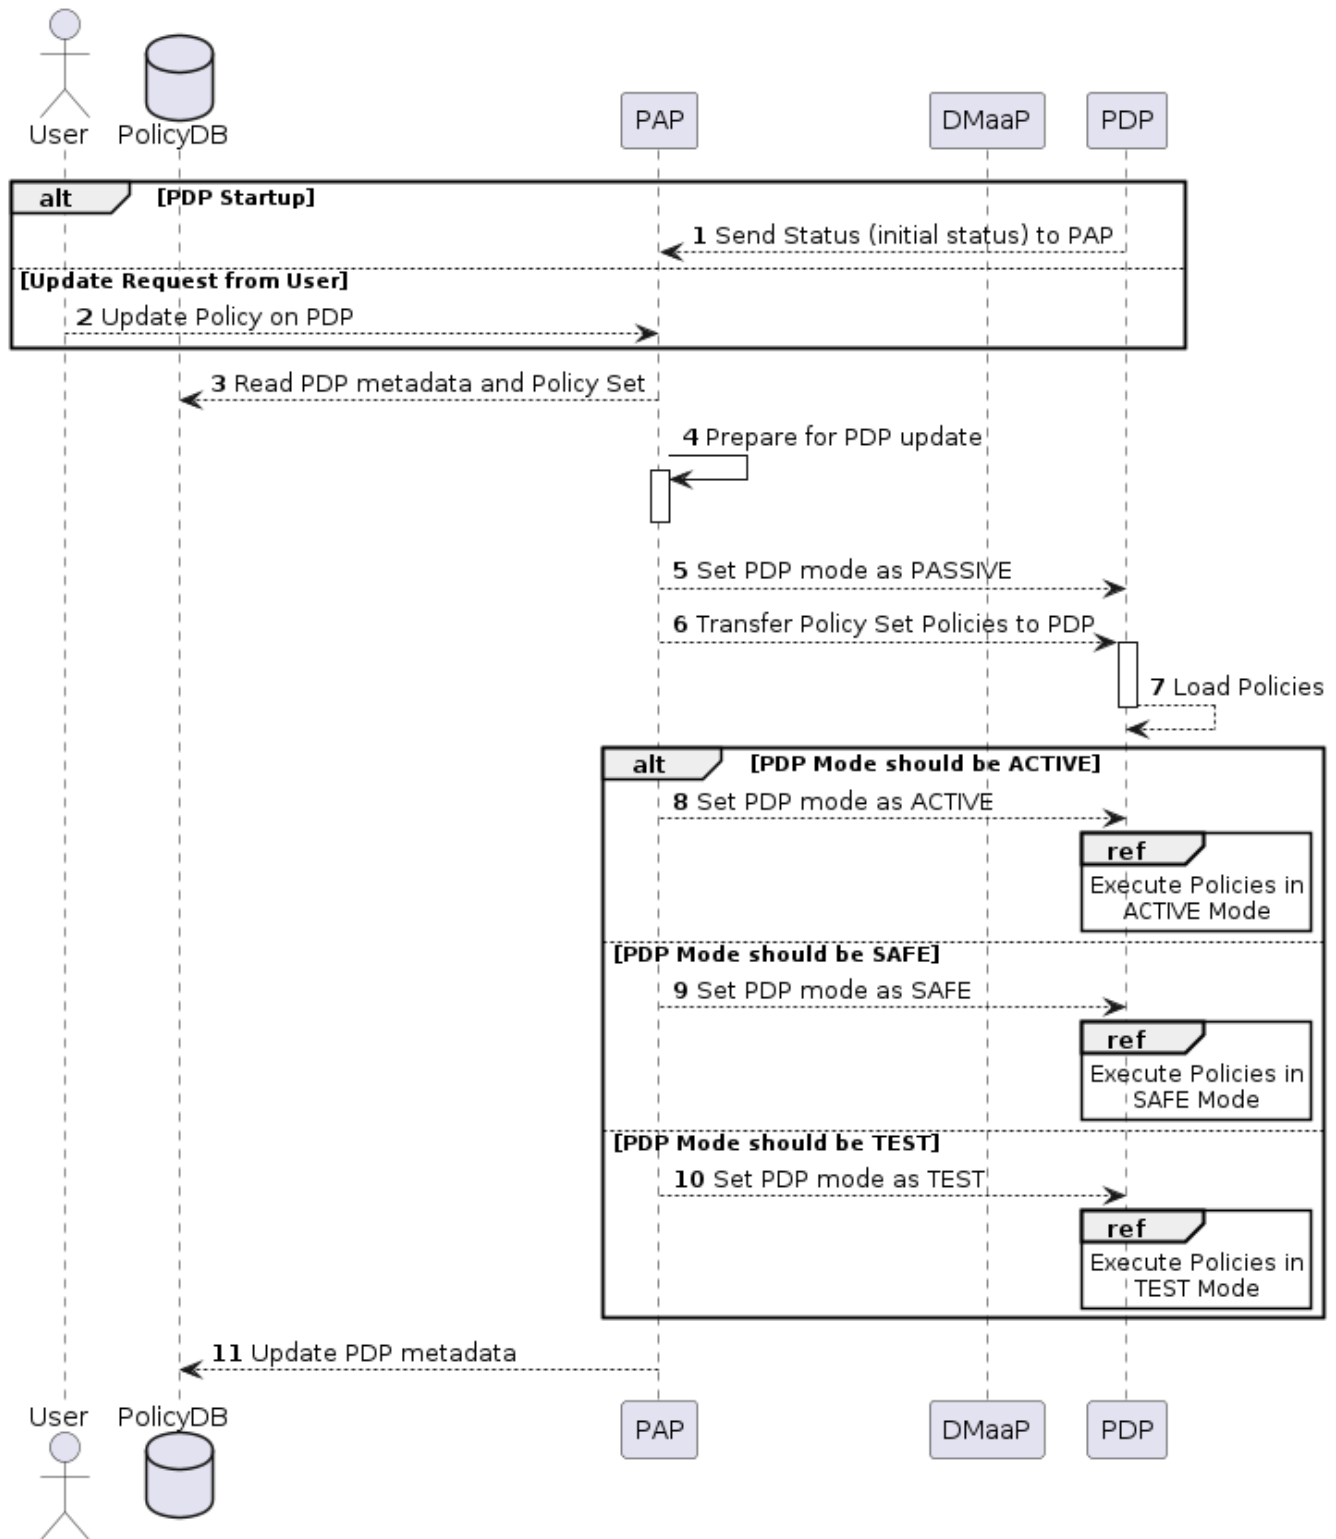 User
PolicyDB
PAP
DMaaP
PDP
alt
[PDP Startup]
1 Send Status (initial status) to PAP
[Update Request from User]
2 Update Policy on PDP
3 Read PDP metadata and Policy Set
4 Prepare for PDP update
5 Set PDP mode as PASSIVE
6 Transfer Policy Set Policies to PDP
7 Load Policies
alt
[PDP Mode should be ACTIVE]
8 Set PDP mode as ACTIVE
ref
Execute Policies in
ACTIVE Mode
[PDP Mode should be SAFE]
9 Set PDP mode as SAFE
ref
Execute Policies in
SAFE Mode
[PDP Mode should be TEST]
10 Set PDP mode as TEST
ref
Execute Policies in
TEST Mode
11 Update PDP metadata
User
PolicyDB
PAP
DMaaP
PDP